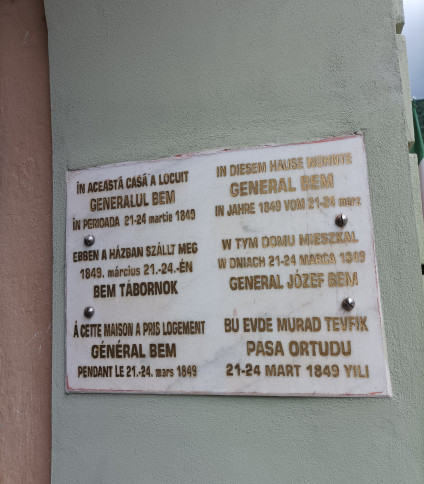 ÎN ACEASTĂ CASĂ A LOCUIT
GENERALUL BEM
ÎN PERIOADA 21-24 martie 1849
EBBEN A HÁZBAN SZÁLLT MEG
1849. március 21.-24.-ÉN
BEM TÁBORNOK
Á CETTE MAISON A PRIS LOGEMENT
GÉNÉRAL BEM
PENDANT LE 21.-24. mars 1849
IN DIESEM HAUSE WOHNTE
GENERAL BEM
IN JAHRE 1849 VOM 21-24 marz
W TYM DOMU MIESZKAL
W DNIACH 21-24 MARCA 1849
GENERAL JÓZEF BEM
BU EVDE MURAD TEVFIK
PASA ORTUDU
21-24 MART 1849 YILI